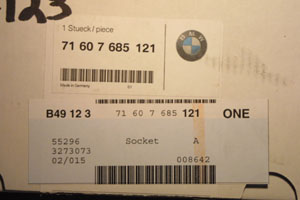 123
1 Stueck / piece
71 60 7 685 121
BMW
Made in Germany
B49 12 3 71 60 7 685 121 ONE
55296 Socket A
3273073
02/015 008642